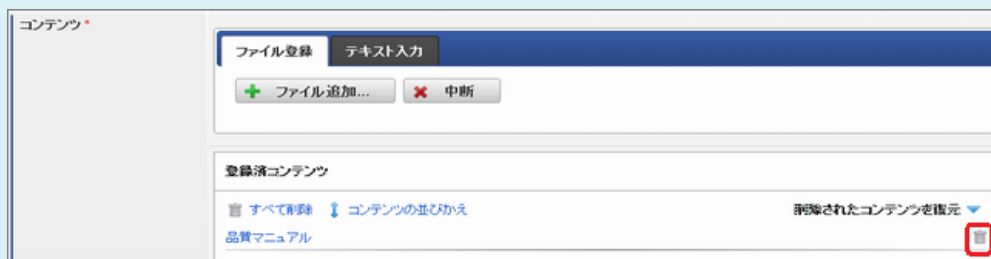 コンテンツ*
ファイル登録 テキスト入力
ファイル追加... 中断
登録済コンテンツ
すべて削除 コンテンツの並びかえ 削除されたコンテンツを復元
品質マニュアル